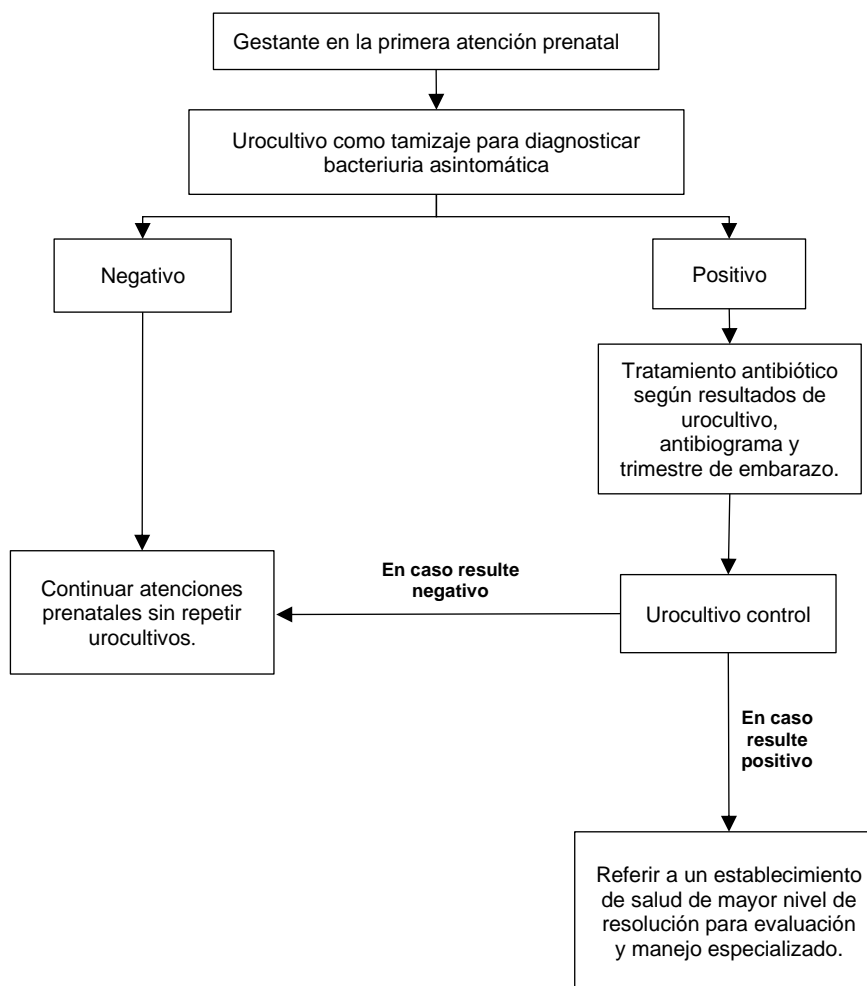 Gestante en la primera atención prenatal
Urocultivo como tamizaje para diagnosticar
bacteriuria asintomática
Negativo
Positivo
Tratamiento antibiótico
según resultados de
urocultivo,
antibiograma y
trimestre de embarazo.
Continuar atenciones
prenatales sin repetir
urocultivos.
En caso resulte
negativo
Urocultivo control
En caso
resulte
positivo
Referir a un establecimiento
de salud de mayor nivel de
resolución para evaluación
y manejo especializado.